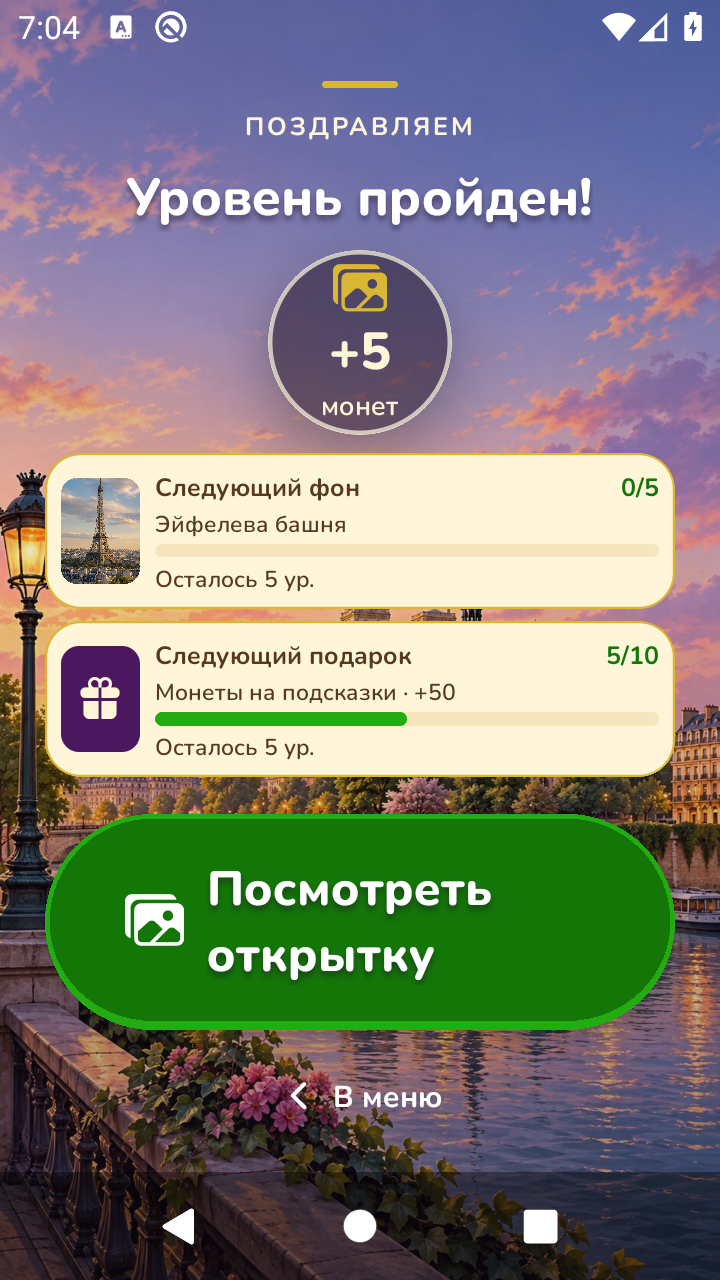 7:04
ПОЗДРАВЛЯЕМ
Уровень пройден!
+5
монет
Следующий фон 0/5
Эйфелева башня
Осталось 5 ур.
Следующий подарок 5/10
Монеты на подсказки · +50
Осталось 5 ур.
Посмотреть
открытку
В меню